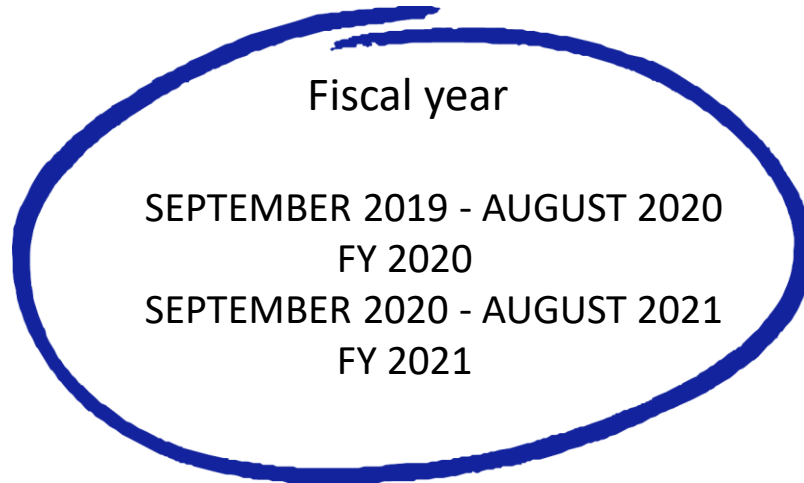 Fiscal year
SEPTEMBER 2019 - AUGUST 2020
FY 2020
SEPTEMBER 2020 - AUGUST 2021
FY 2021